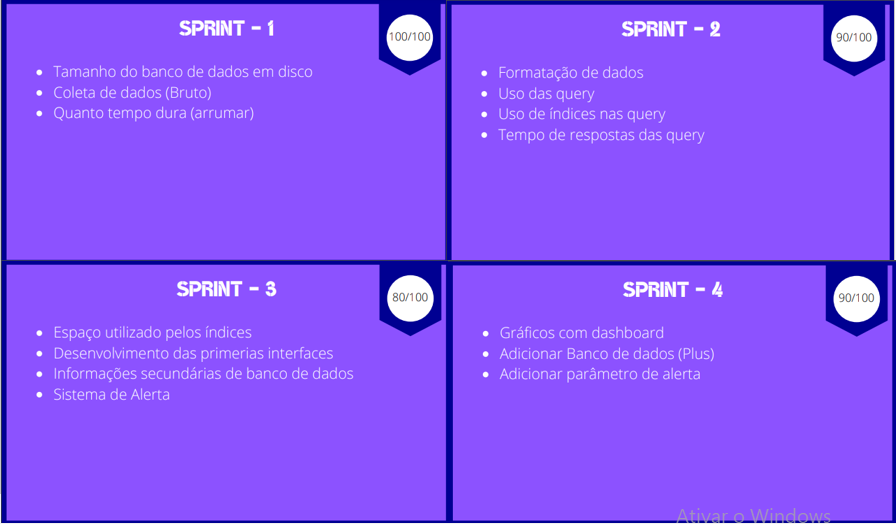 SPRINT - 1
100/100
Tamanho do banco de dados em disco
Coleta de dados (Bruto)
Quanto tempo dura (arrumar)
SPRINT - 2
90/100
Formatação de dados
Uso das query
Uso de índices nas query
Tempo de respostas das query
SPRINT - 3
80/100
Espaço utilizado pelos índices
Desenvolvimento das primerias interfaces
Informações secundárias de banco de dados
Sistema de Alerta
SPRINT - 4
90/100
Gráficos com dashboard
Adicionar Banco de dados (Plus)
Adicionar parâmetro de alerta
Ativar o Windows